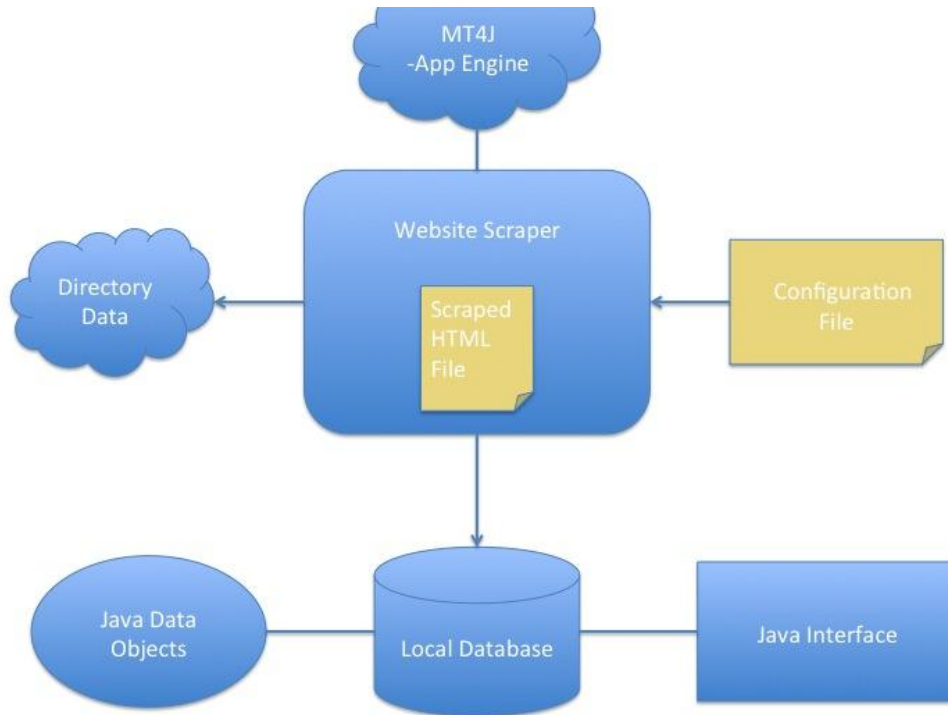 MT4J
-App Engine
Website Scraper
Directory
Data
Scraped
HTML
File
Configuration
File
Java Data
Objects
Local Database
Java Interface